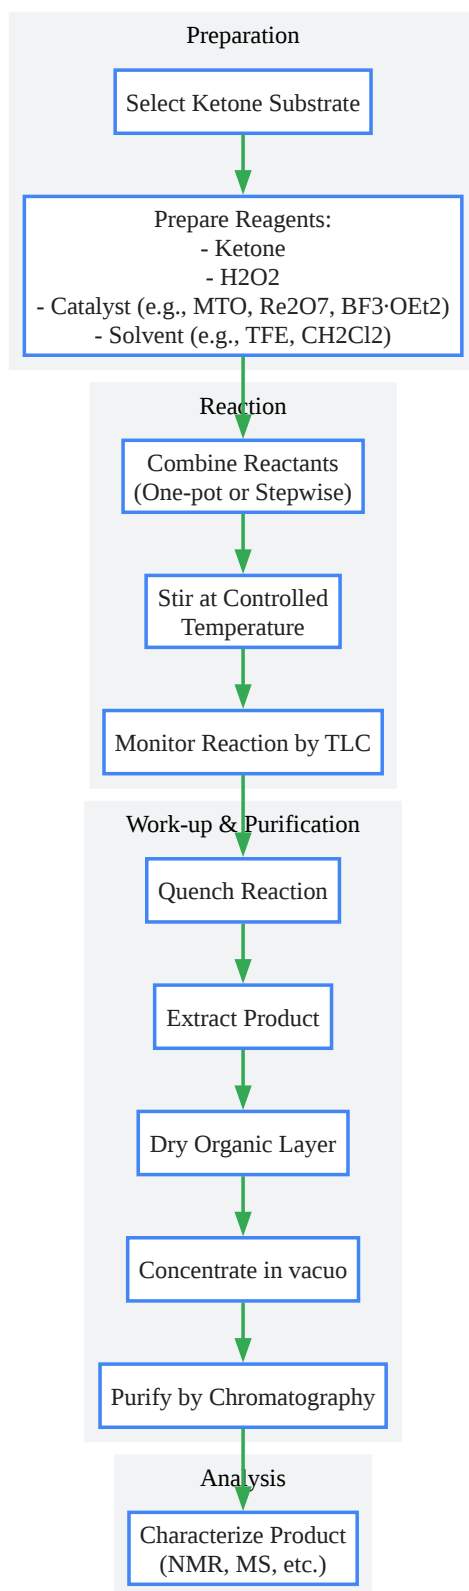 Preparation
Select Ketone Substrate
Prepare Reagents:
- Ketone
- H2O2
- Catalyst (e.g., MTO, Re2O7, BF3·OEt2)
- Solvent (e.g., TFE, CH2Cl2)
Reaction
Combine Reactants
(One-pot or Stepwise)
Stir at Controlled
Temperature
Monitor Reaction by TLC
Work-up & Purification
Quench Reaction
Extract Product
Dry Organic Layer
Concentrate in vacuo
Purify by Chromatography
Analysis
Characterize Product
(NMR, MS, etc.)